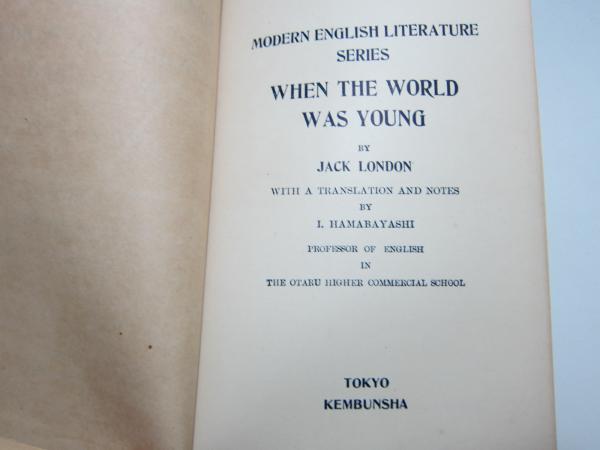 MODERN ENGLISH LITERATURE
SERIES
WHEN THE WORLD
WAS YOUNG
BY
JACK LONDON
WITH A TRANSLATION AND NOTES
BY
I. HAMABAYASHI
PROFESSOR OF ENGLISH
IN
THE OTARU HIGHER COMMERCIAL SCHOOL
TOKYO
KEMBUNSHA